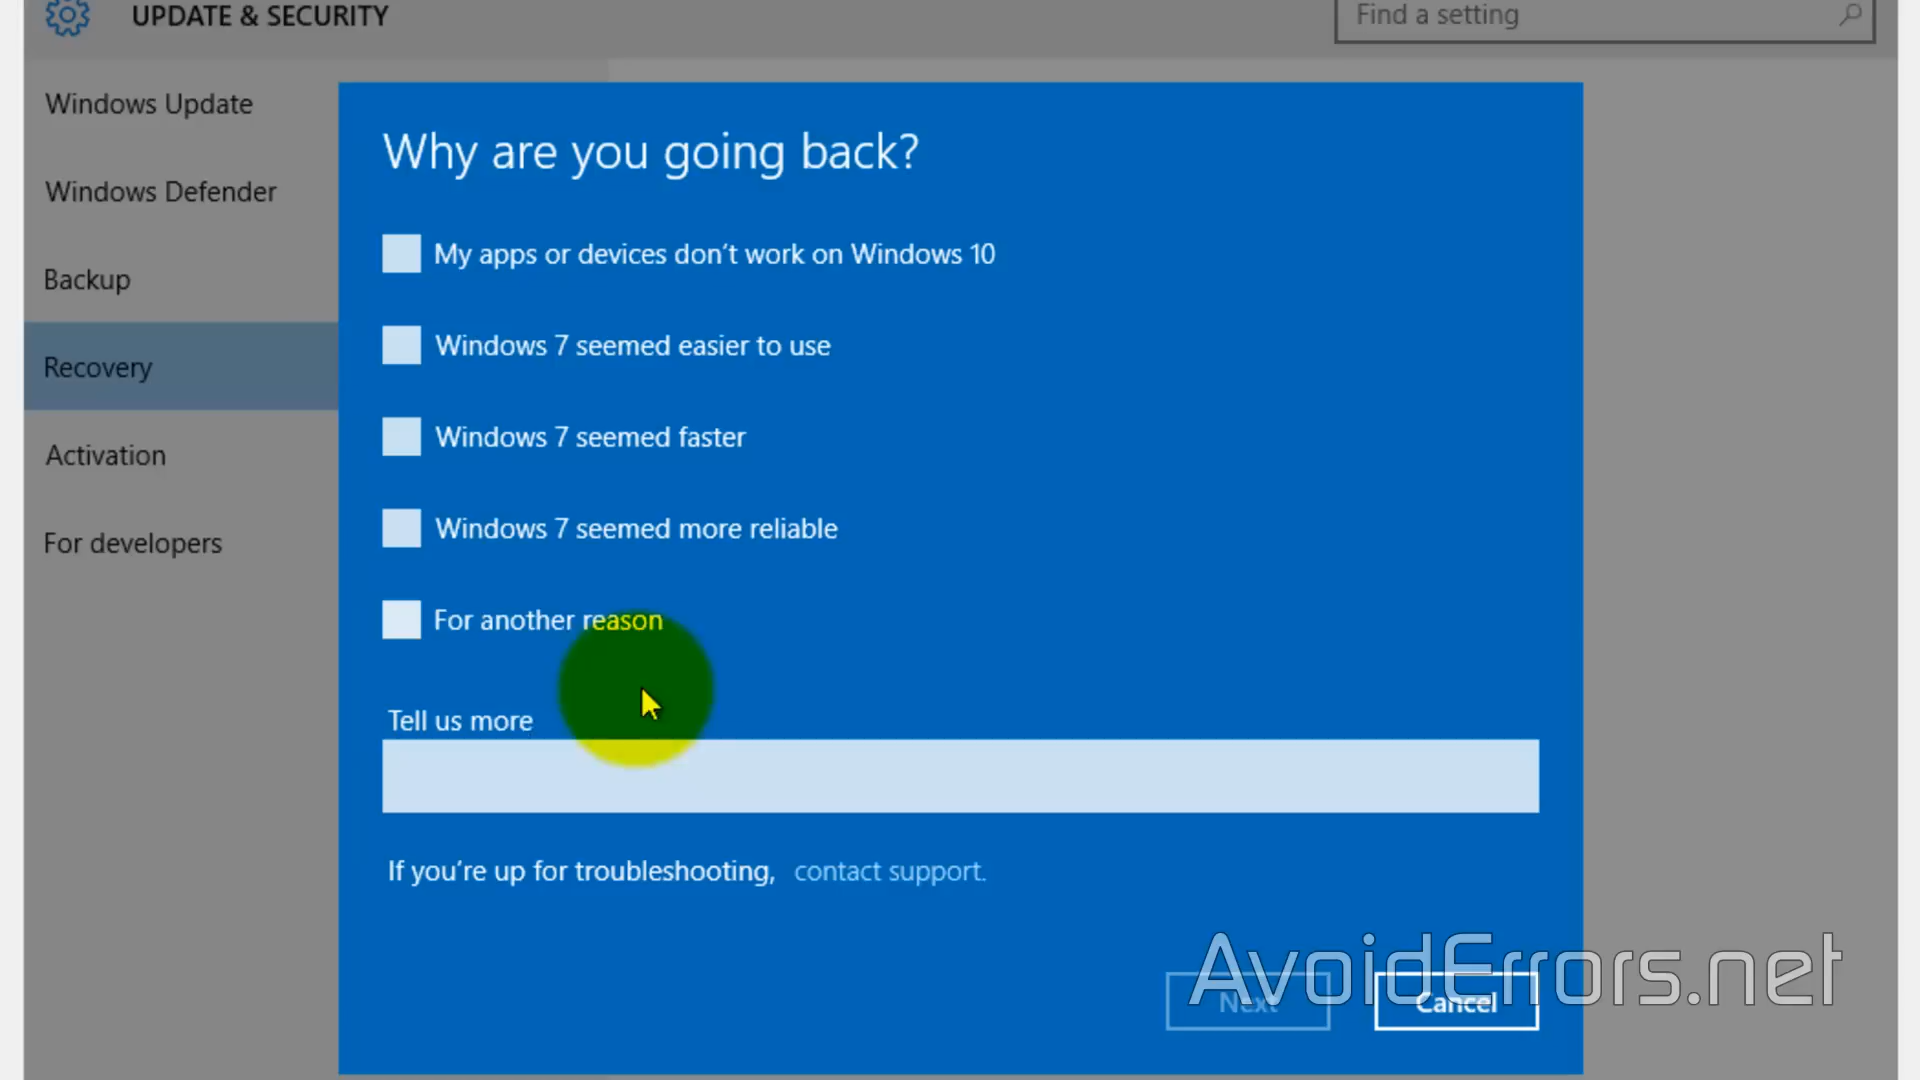 UPDATE & SECURITY
Find a setting
Windows Update
Windows Defender
Backup
Recovery
Activation
For developers
Why are you going back?
My apps or devices don't work on Windows 10
Windows 7 seemed easier to use
Windows 7 seemed faster
Windows 7 seemed more reliable
For another reason
Tell us more
If you're up for troubleshooting, contact support.
AvoidErrors.net
Next
Cancel